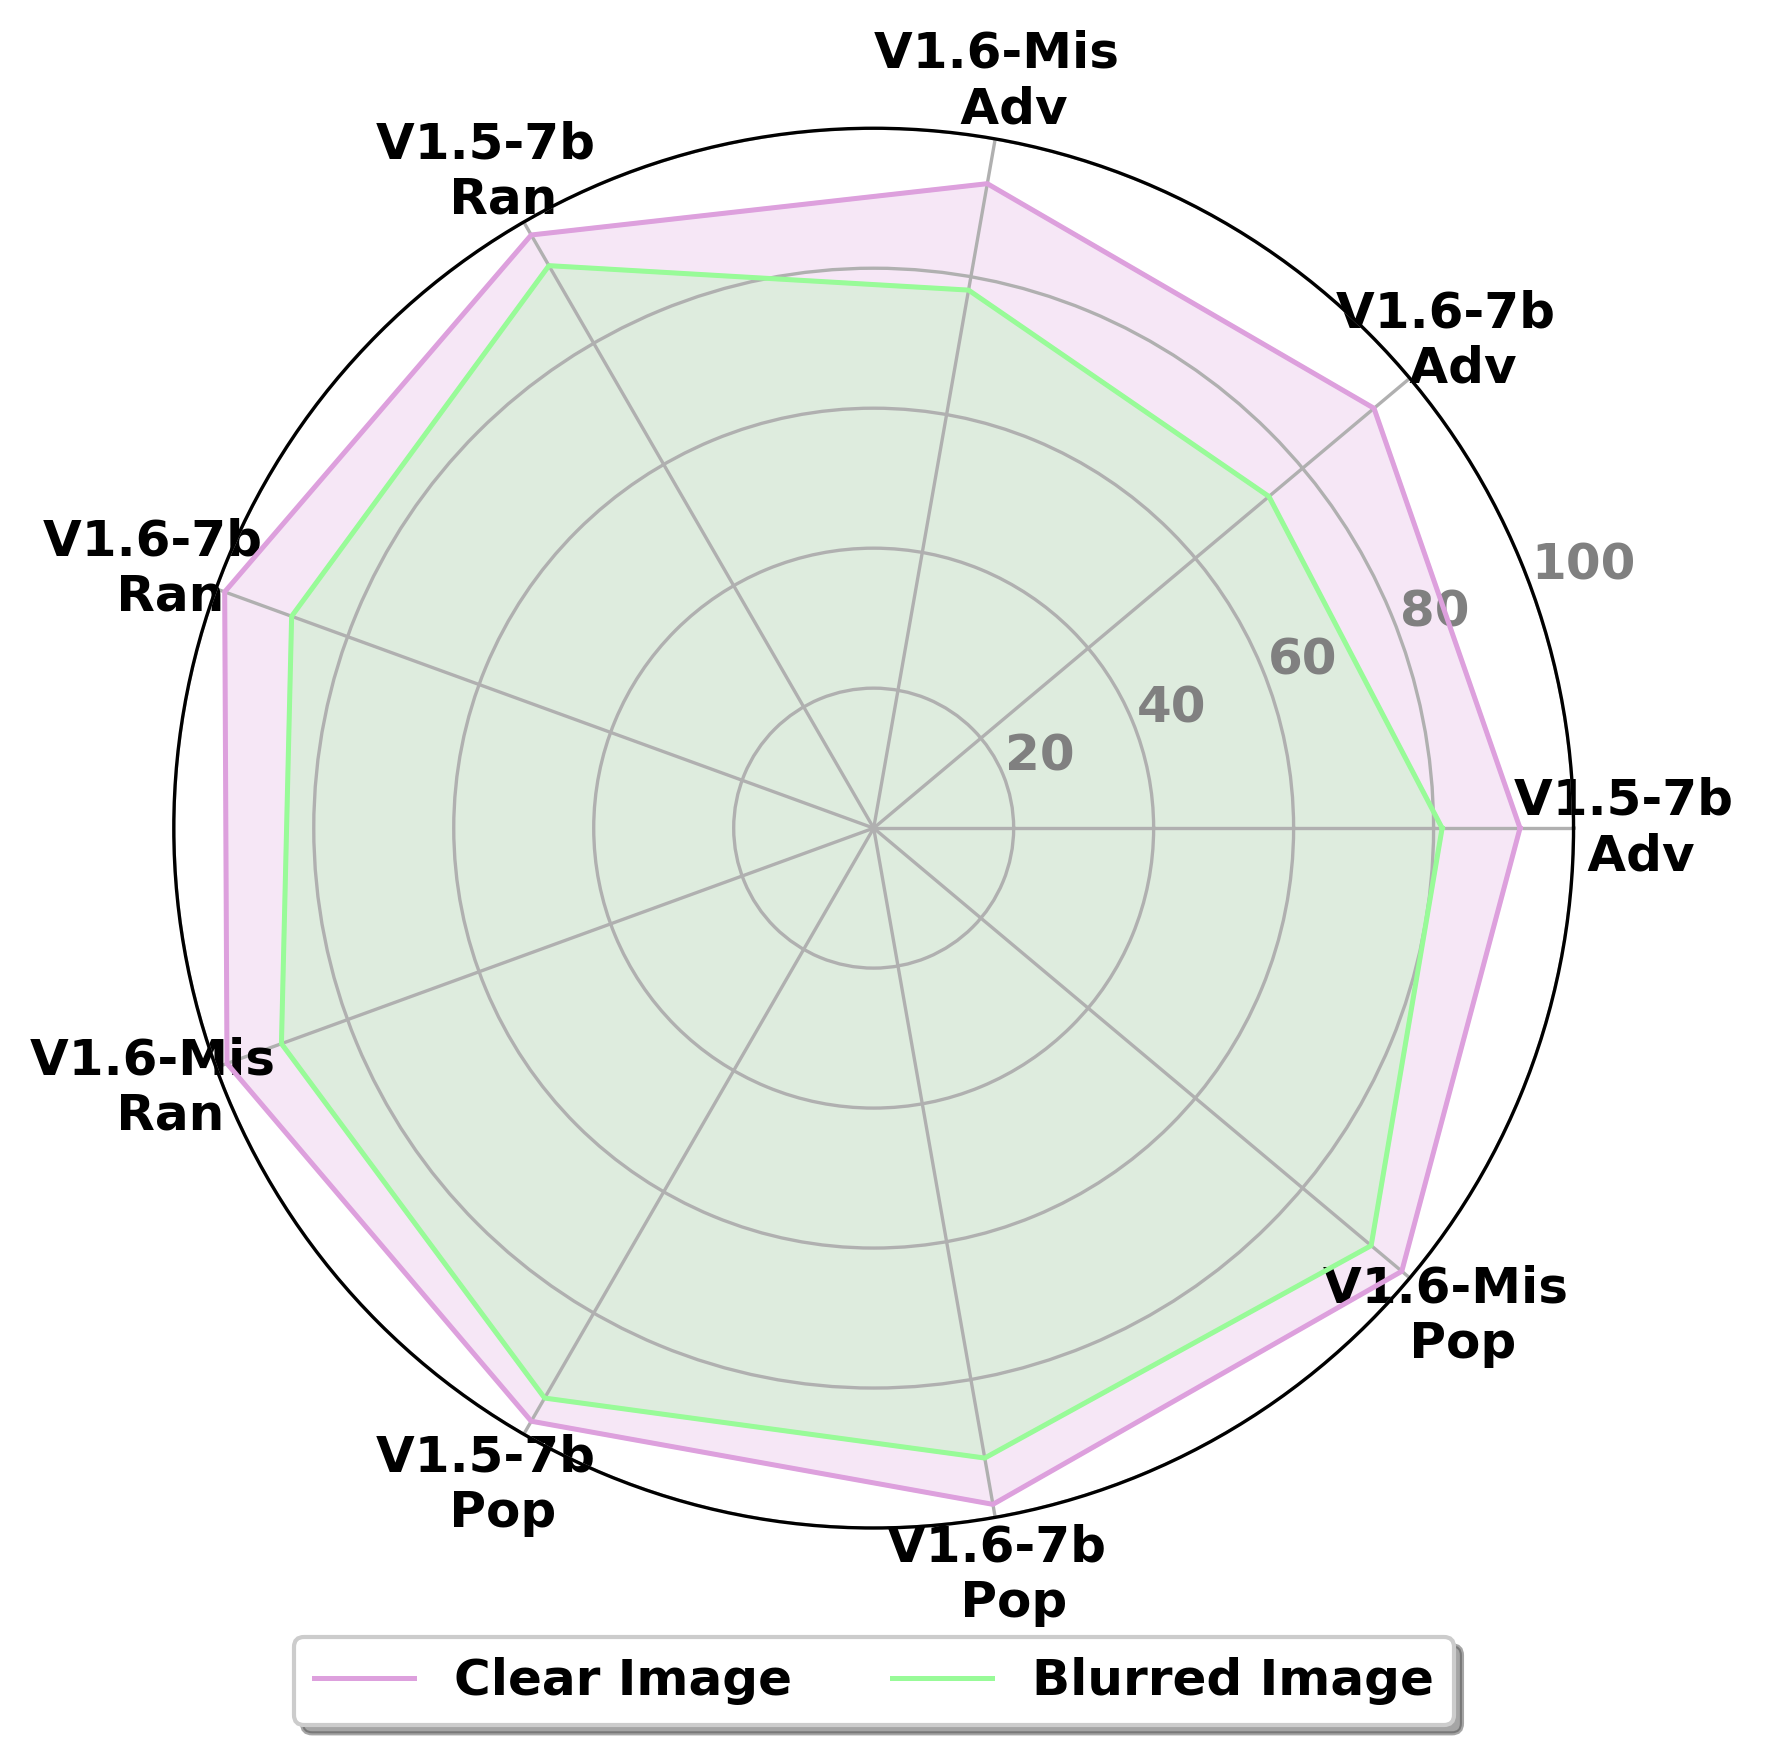 V1.6-Mis
Adv
V1.5-7b
Ran
V1.6-7b
Adv
V1.6-7b
Ran
100
80
60
40
20
V1.5-7b
Adv
V1.6-Mis
Ran
V1.6-Mis
Pop
V1.5-7b
Pop
V1.6-7b
Pop
Clear Image
Blurred Image